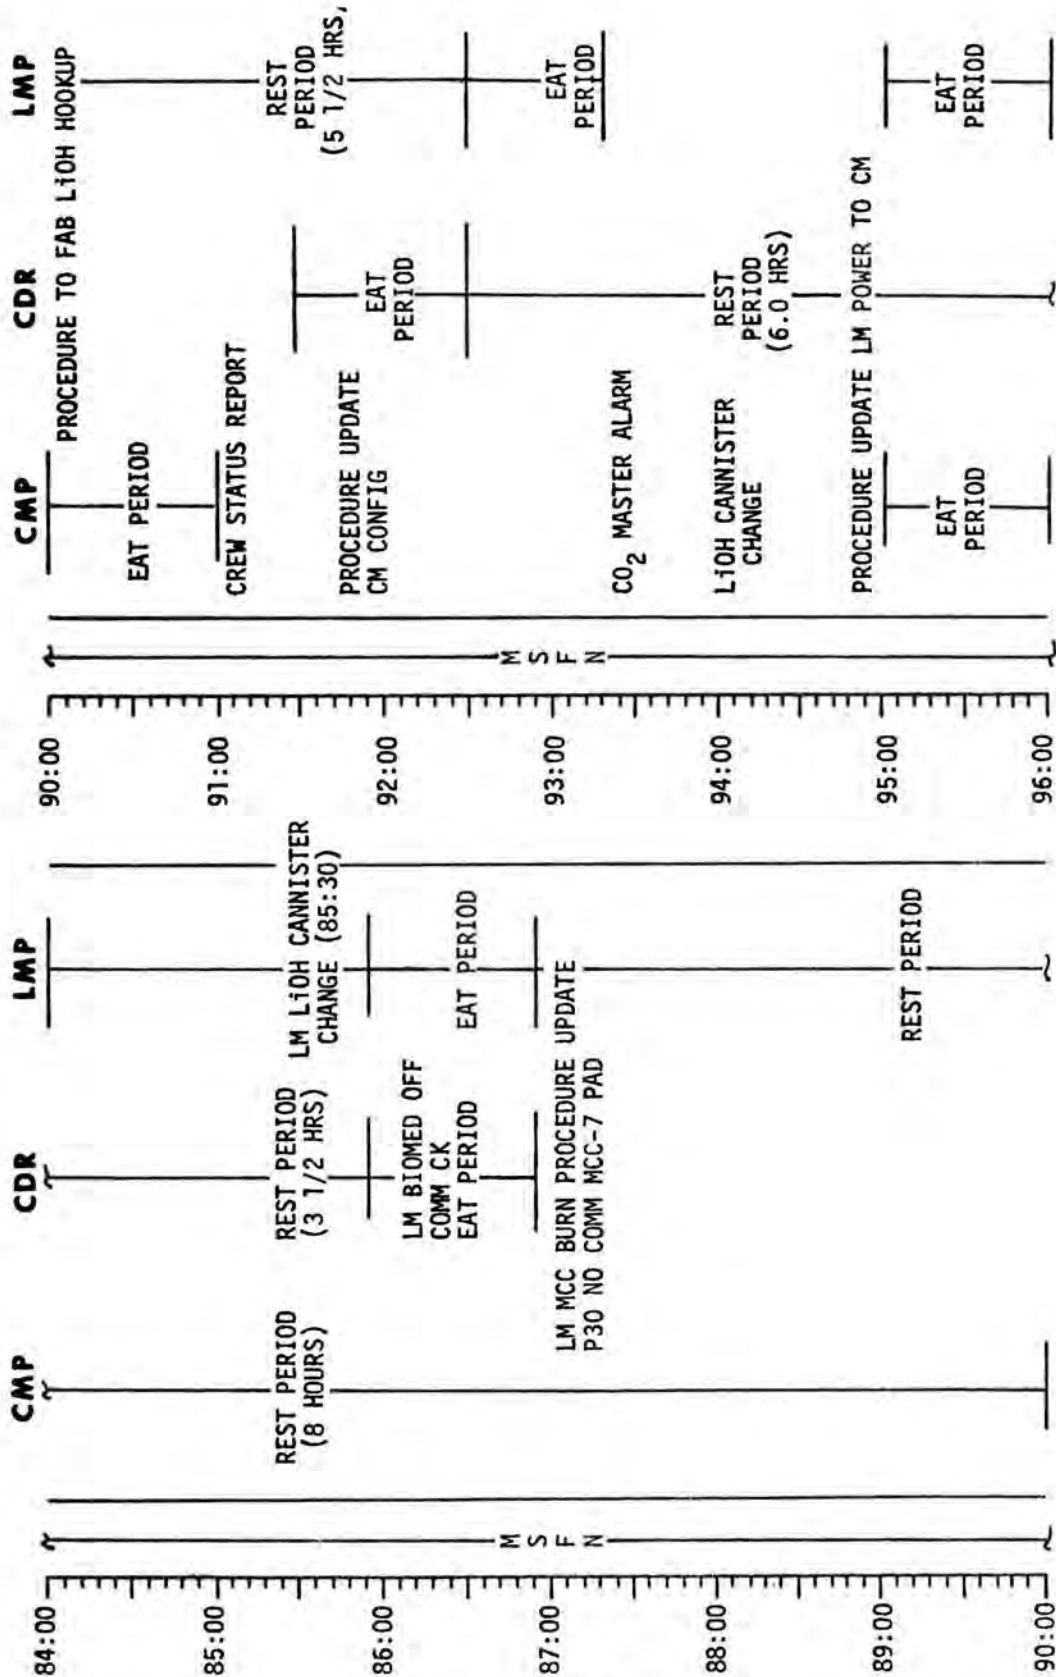 CMP
CDR
LMP
84:00
85:00
86:00
87:00
88:00
89:00
90:00
M
S
F
N
REST PERIOD
(8 HOURS)
REST PERIOD
(3 1/2 HRS)
LM BIOMED OFF
COMM CK
EAT PERIOD
LM LiOH CANNISTER
CHANGE (85:30)
EAT PERIOD
LM MCC BURN PROCEDURE UPDATE
P30 NO COMM MCC-7 PAD
REST PERIOD
CMP
CDR
LMP
90:00
91:00
92:00
93:00
94:00
95:00
96:00
M
S
F
N
PROCEDURE TO FAB LiOH HOOKUP
EAT PERIOD
CREW STATUS REPORT
PROCEDURE UPDATE
CM CONFIG
EAT
PERIOD
REST
PERIOD
(5 1/2 HRS,
EAT
PERIOD
CO2 MASTER ALARM
LiOH CANNISTER
CHANGE
REST
PERIOD
(6.0 HRS)
PROCEDURE UPDATE LM POWER TO CM
EAT
PERIOD
EAT
PERIOD